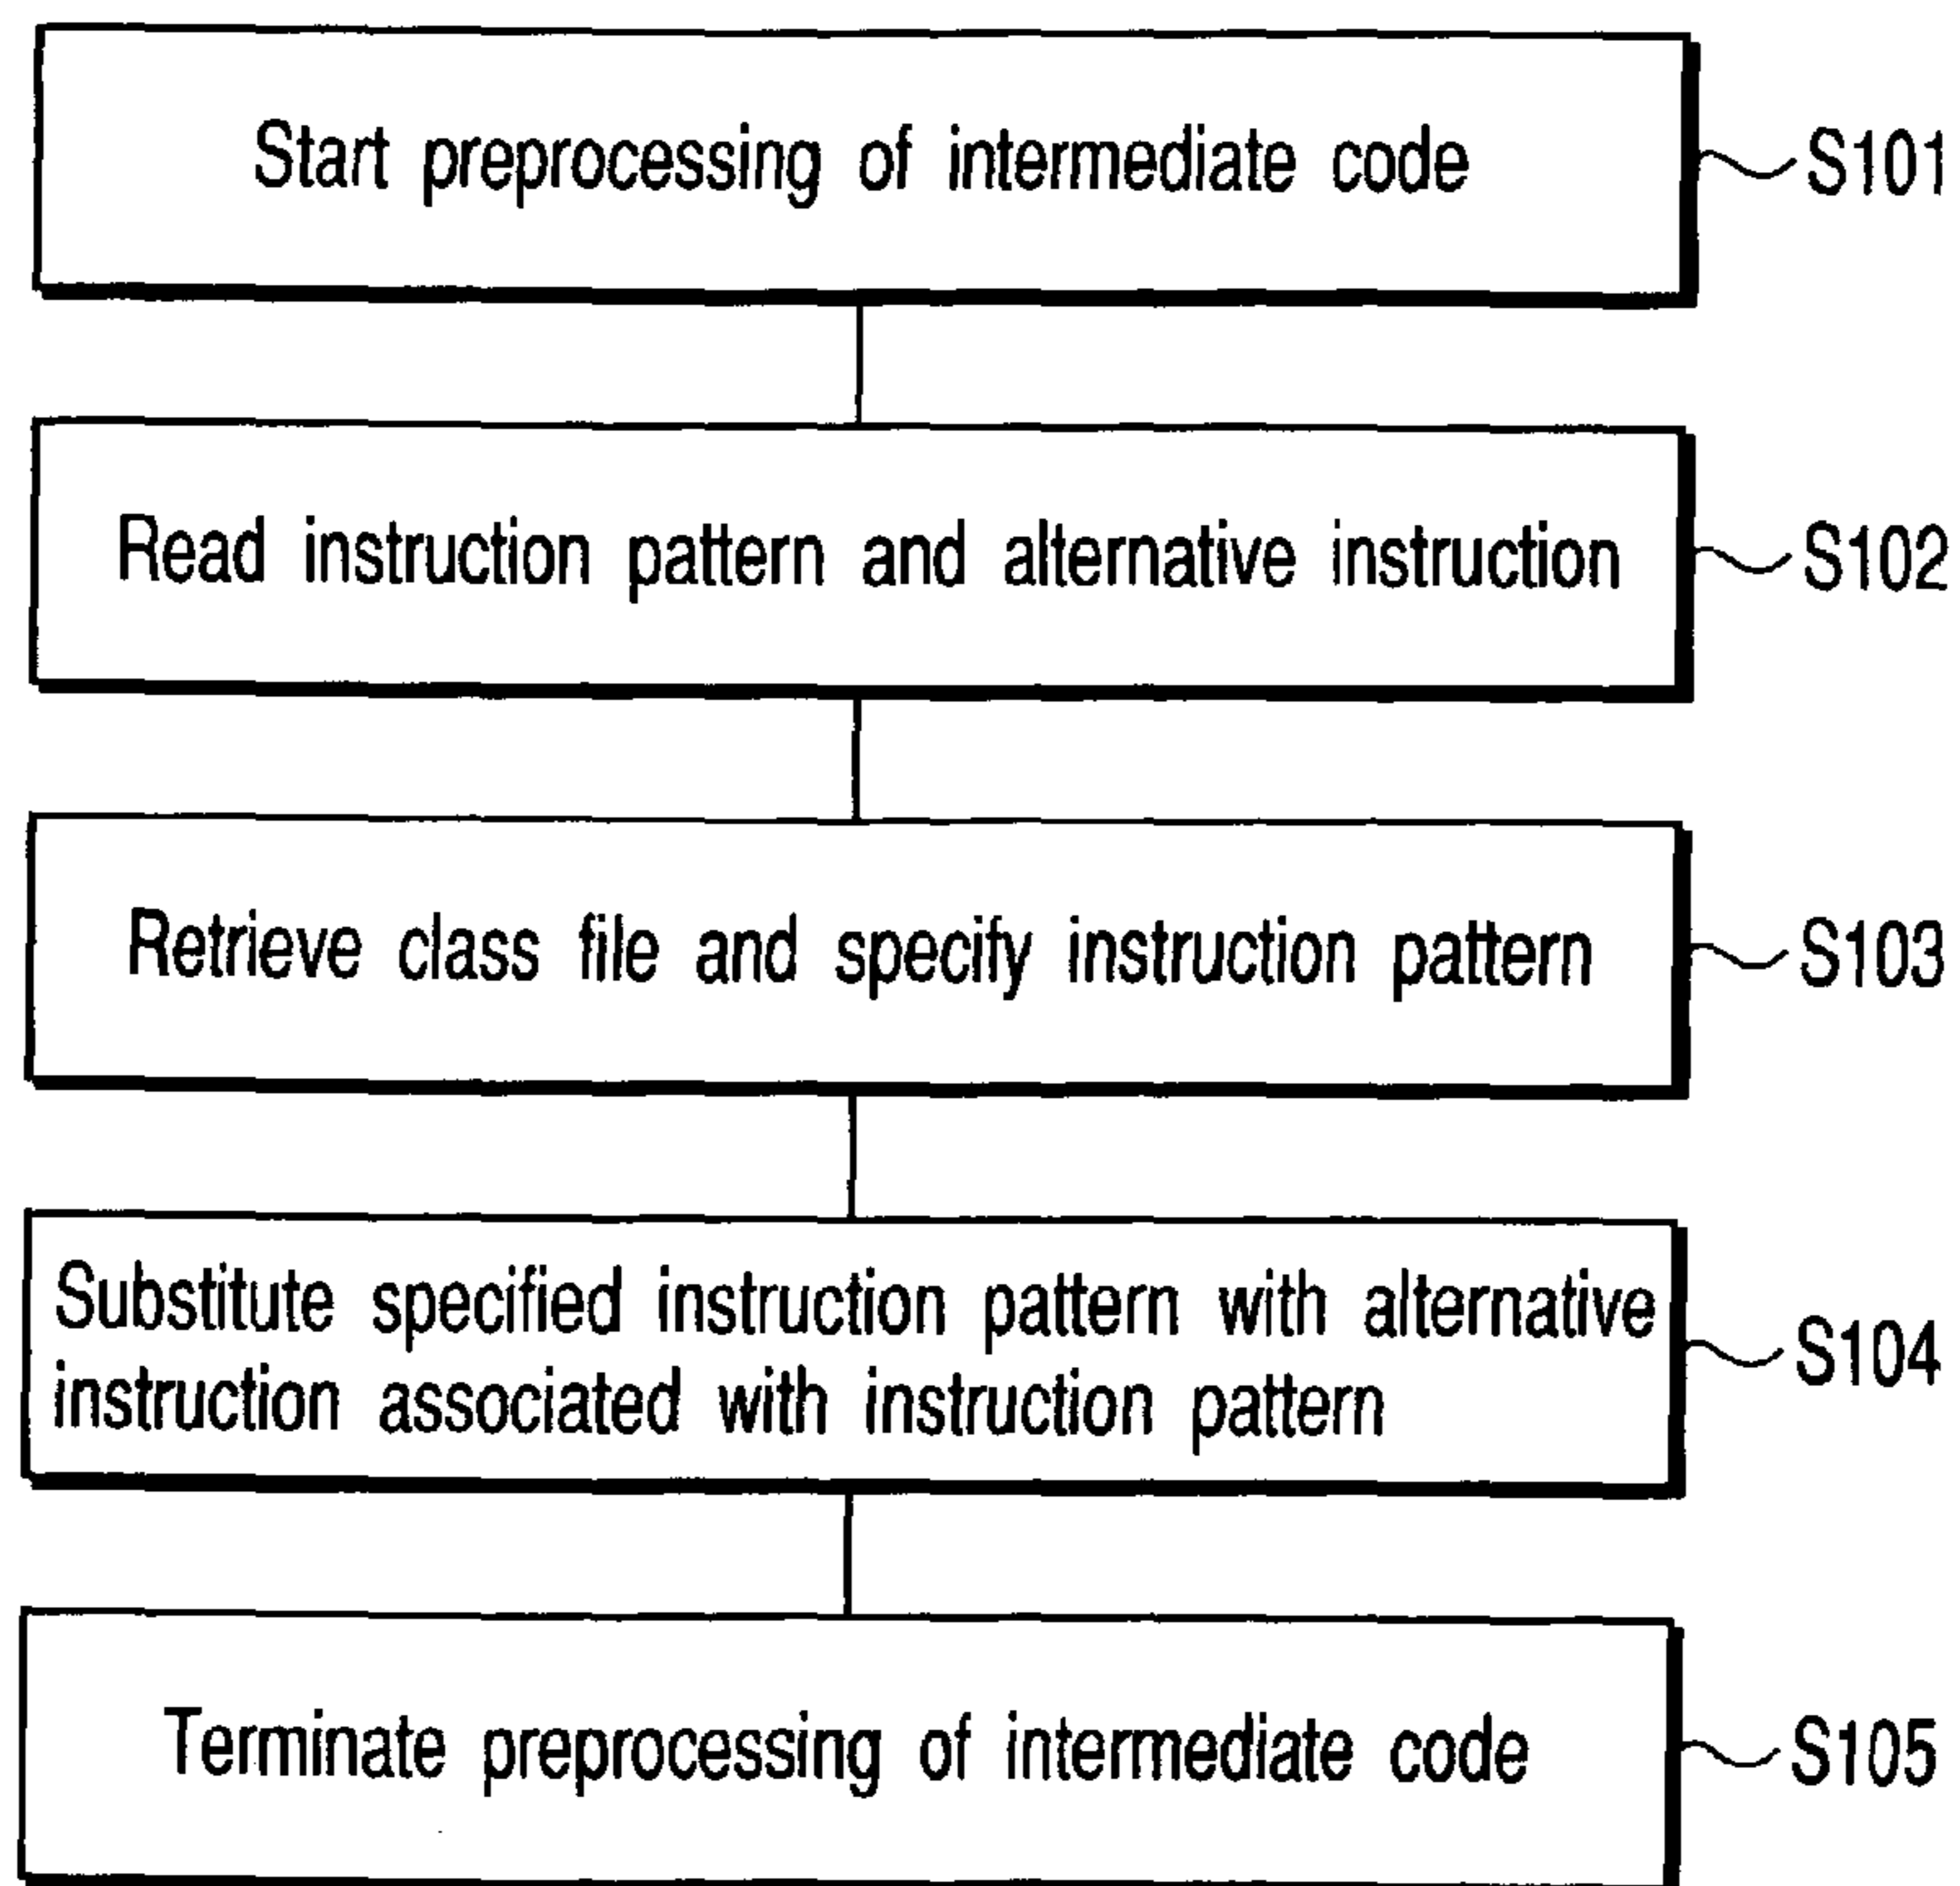 Start preprocessing of intermediate code
S101
Read instruction pattern and alternative instruction
S102
Retrieve class file and specify instruction pattern
S103
Substitute specified instruction pattern with alternative
instruction associated with instruction pattern
S104
Terminate preprocessing of intermediate code
S105